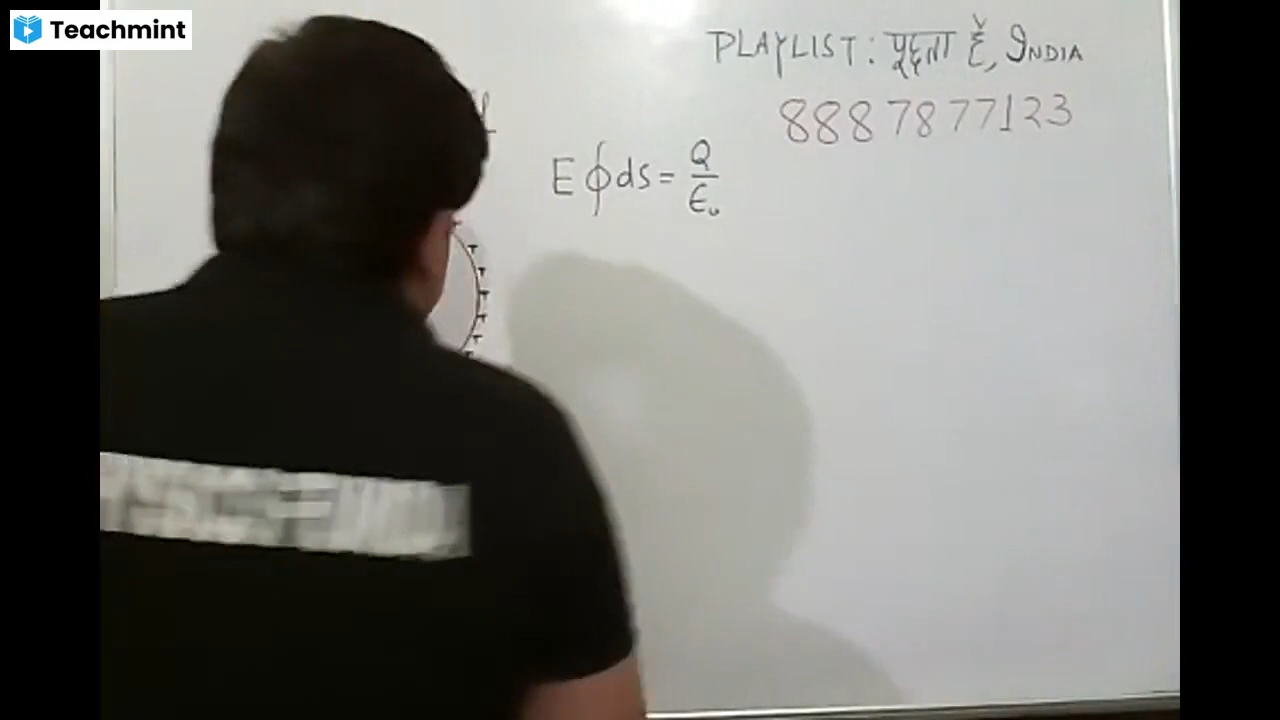 Teachmint
PLAYLIST: पूछता है, INDIA
8887877123
E∮ds = Q/ϵ₀